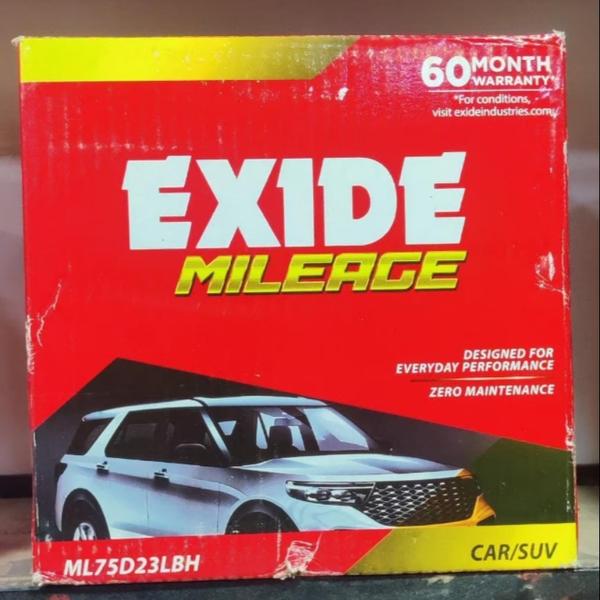 60 MONTH
WARRANTY*
*For conditions,
visit exideindustries.com
EXIDE
MILEAGE
DESIGNED FOR
EVERYDAY PERFORMANCE
ZERO MAINTENANCE
ML75D23LBH
CAR/SUV